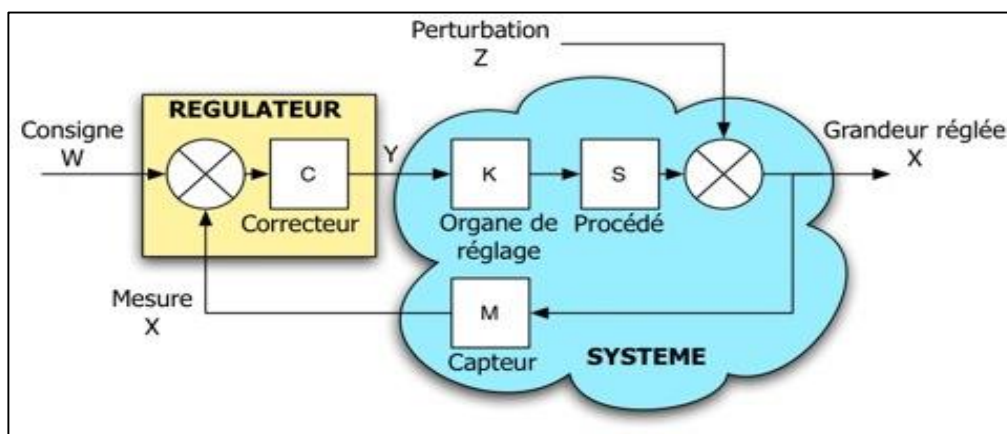 Perturbation
Z
REGULATEUR
Consigne
W
C
Correcteur
Y
K
Organe de
réglage
S
Procédé
Grandeur réglée
X
Mesure
X
M
Capteur
SYSTEME